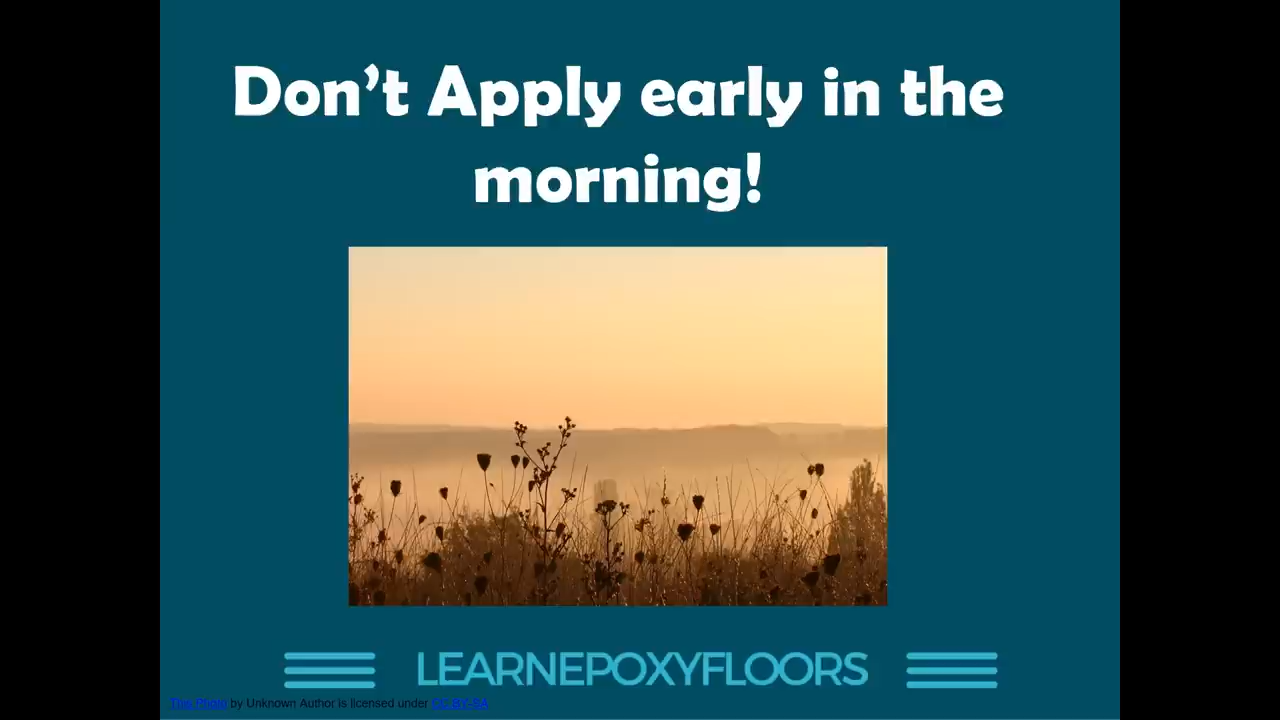 Don’t Apply early in the
morning!
LEARNEPOXYFLOORS
This Photo by Unknown Author is licensed under CC BY-SA